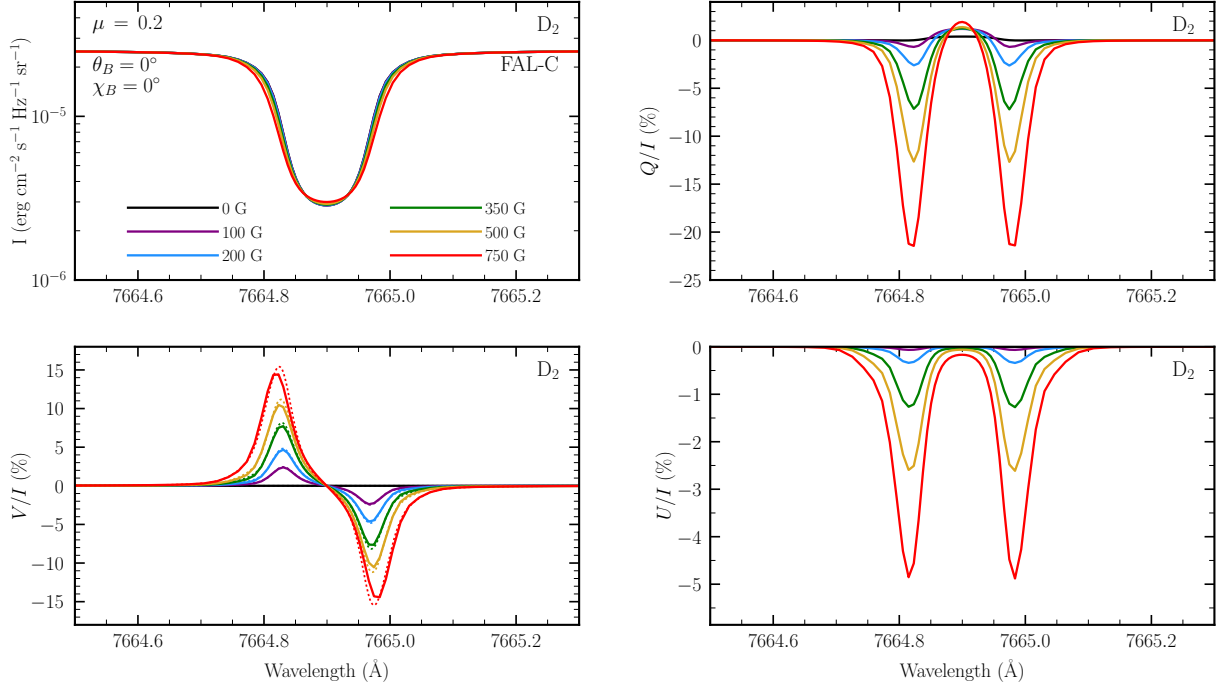 μ = 0.2
D₂
θ_B = 0°
FAL-C
χ_B = 0°
I (erg cm⁻² s⁻¹ Hz⁻¹ sr⁻¹)
10⁻⁵
10⁻⁶
0 G
100 G
200 G
350 G
500 G
750 G
7664.6 7664.8 7665.0 7665.2
D₂
Q/I (%)
0
−5
−10
−15
−20
−25
7664.6 7664.8 7665.0 7665.2
D₂
V/I (%)
15
10
5
0
−5
−10
−15
7664.6 7664.8 7665.0 7665.2
Wavelength (Å)
D₂
U/I (%)
0
−1
−2
−3
−4
−5
7664.6 7664.8 7665.0 7665.2
Wavelength (Å)